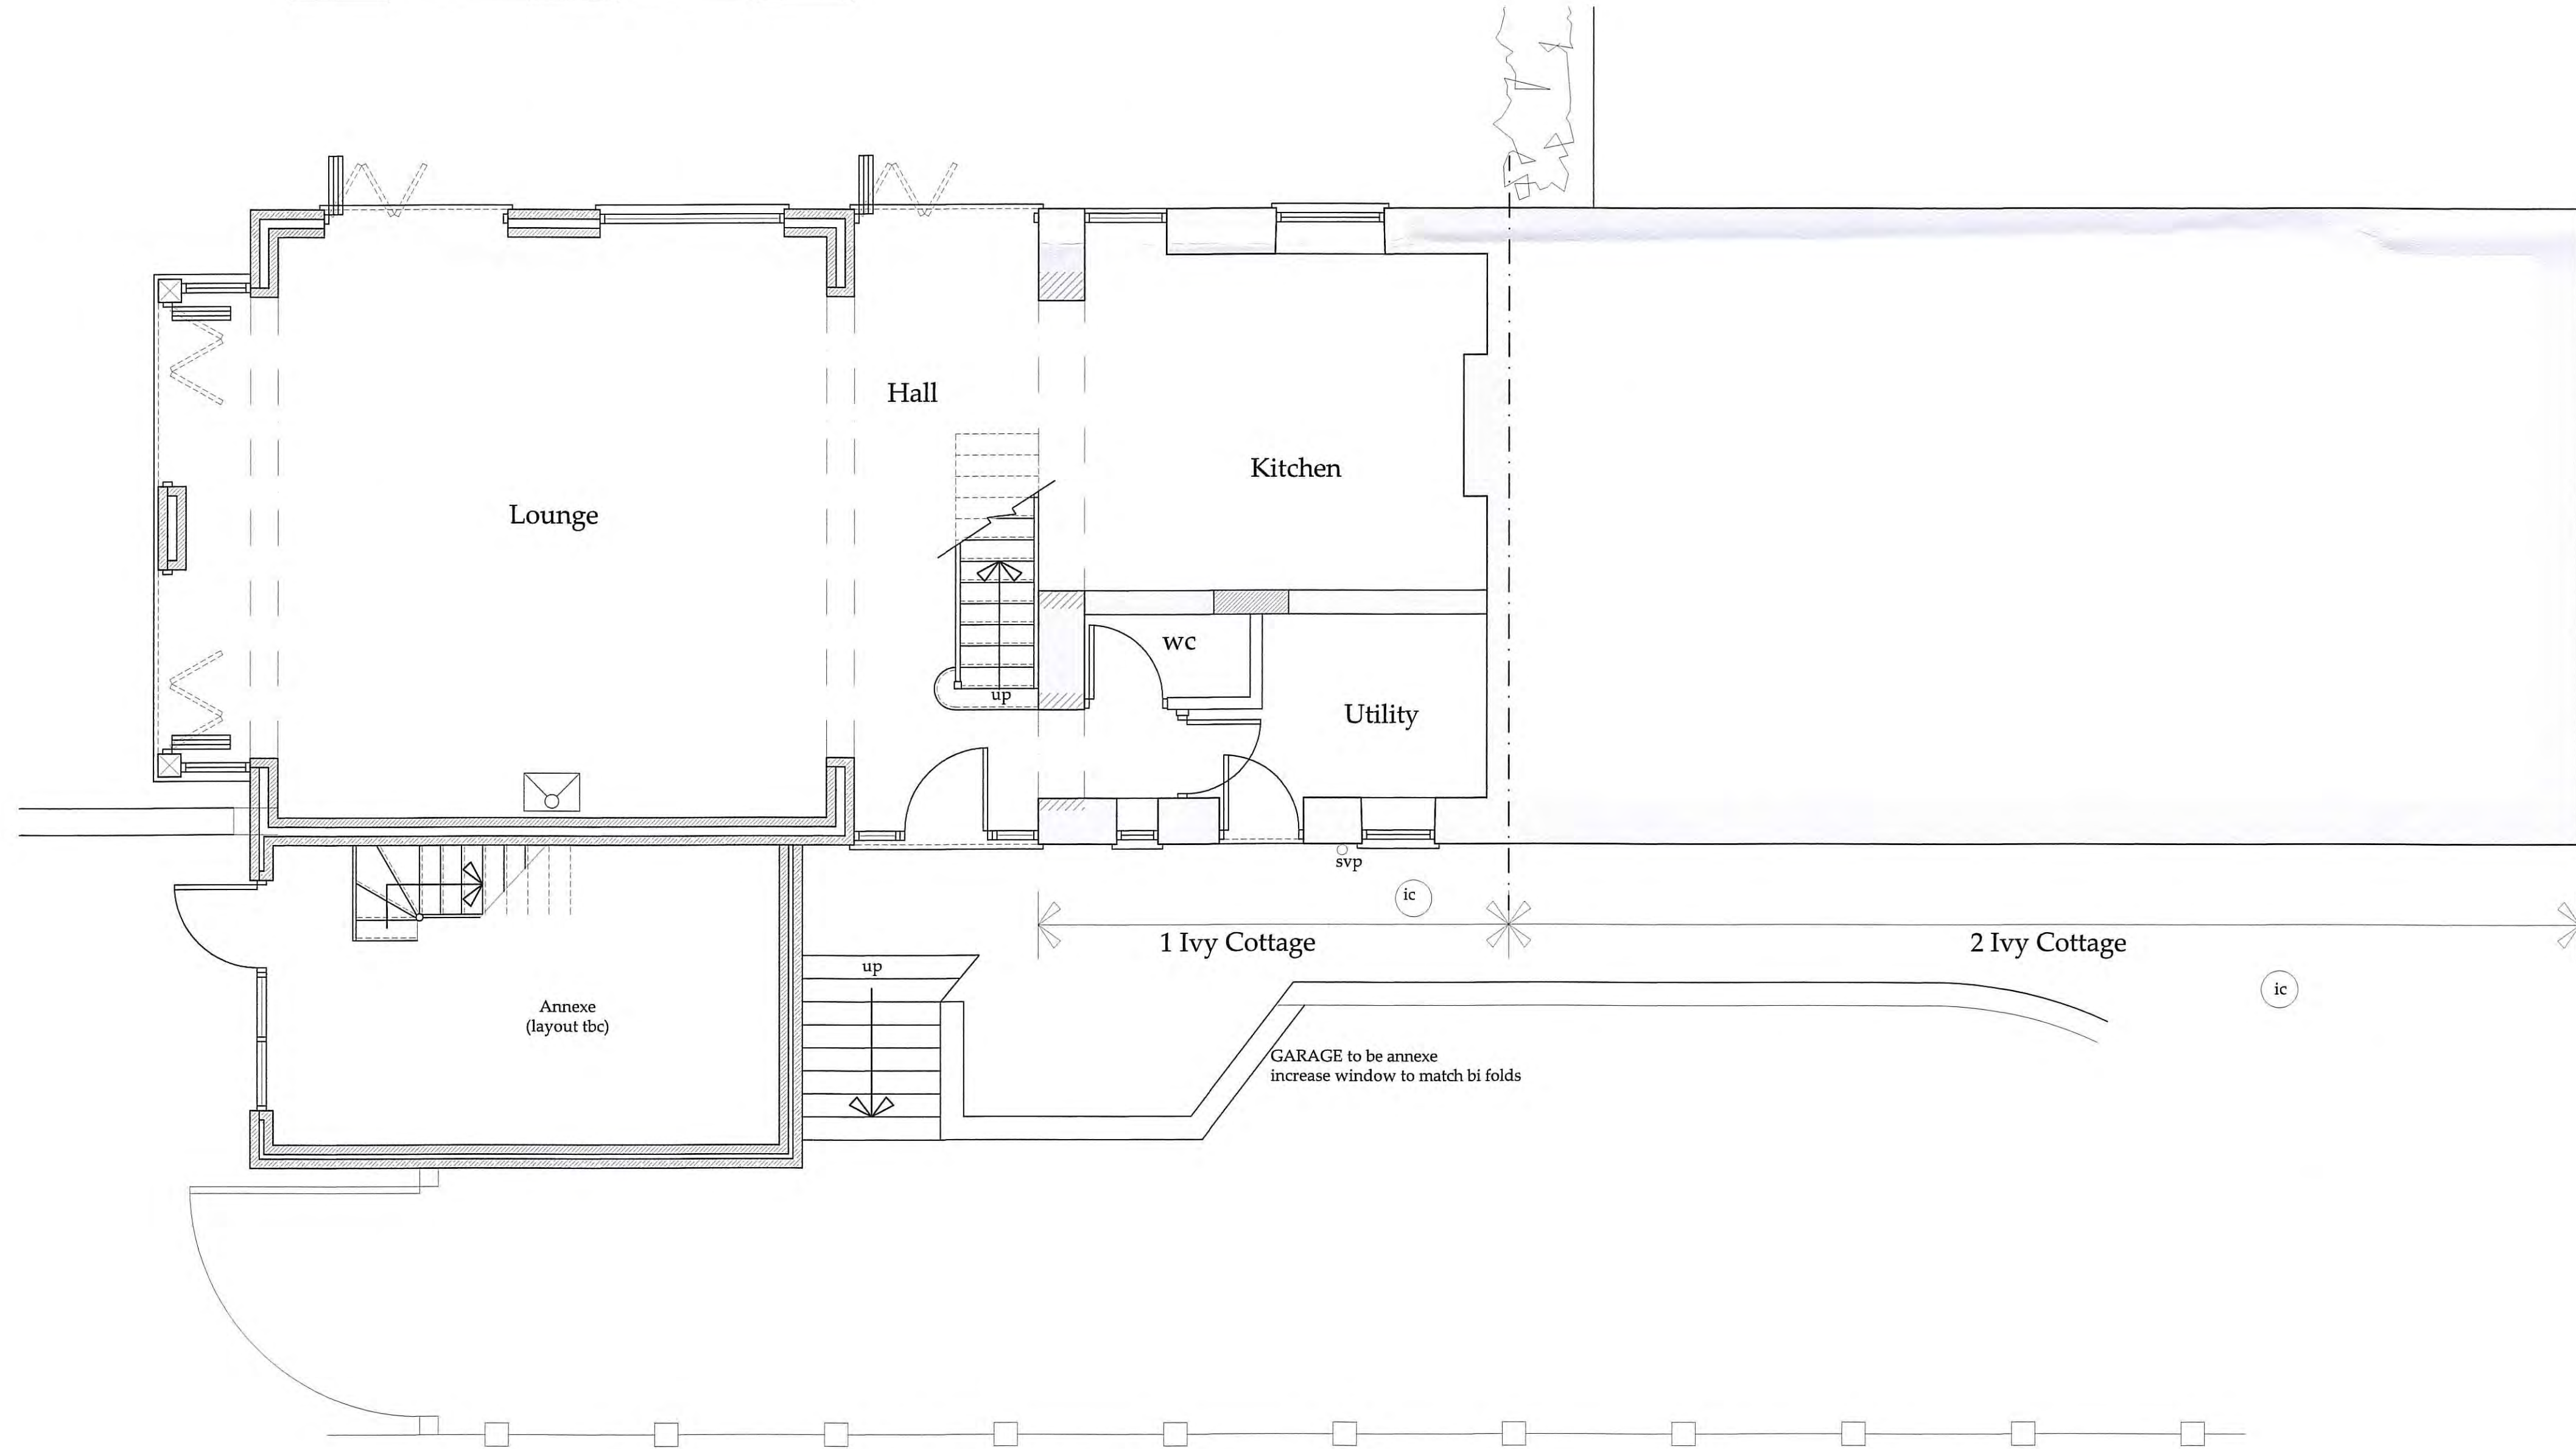 Hall
Kitchen
Lounge
wc
up
Utility
svp
ic
1 Ivy Cottage
2 Ivy Cottage
up
ic
Annexe
(layout tbc)
GARAGE to be annexe
increase window to match bi folds